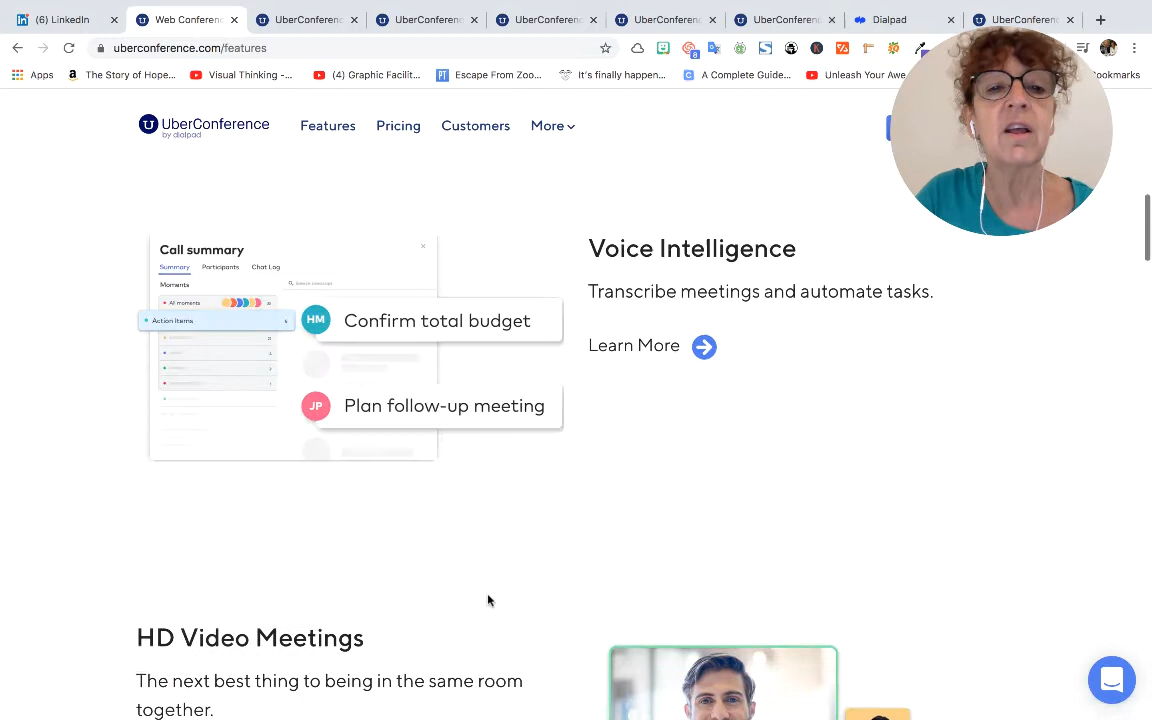 (6) LinkedIn
Web Conferenc
UberConferenc
UberConferenc
UberConferenc
UberConferenc
UberConferenc
Dialpad
UberConferenc
uberconference.com/features
Apps
The Story of Hope...
Visual Thinking -...
(4) Graphic Facilit...
Escape From Zoo...
It's finally happen...
A Complete Guide...
Unleash Your Awe
ookmarks
UberConference
by dialpad
Features
Pricing
Customers
More
Call summary
Summary
Participants
Chat Log
Moments
All moments
Action Items
HM
Confirm total budget
JP
Plan follow-up meeting
Voice Intelligence
Transcribe meetings and automate tasks.
Learn More
HD Video Meetings
The next best thing to being in the same room
together.